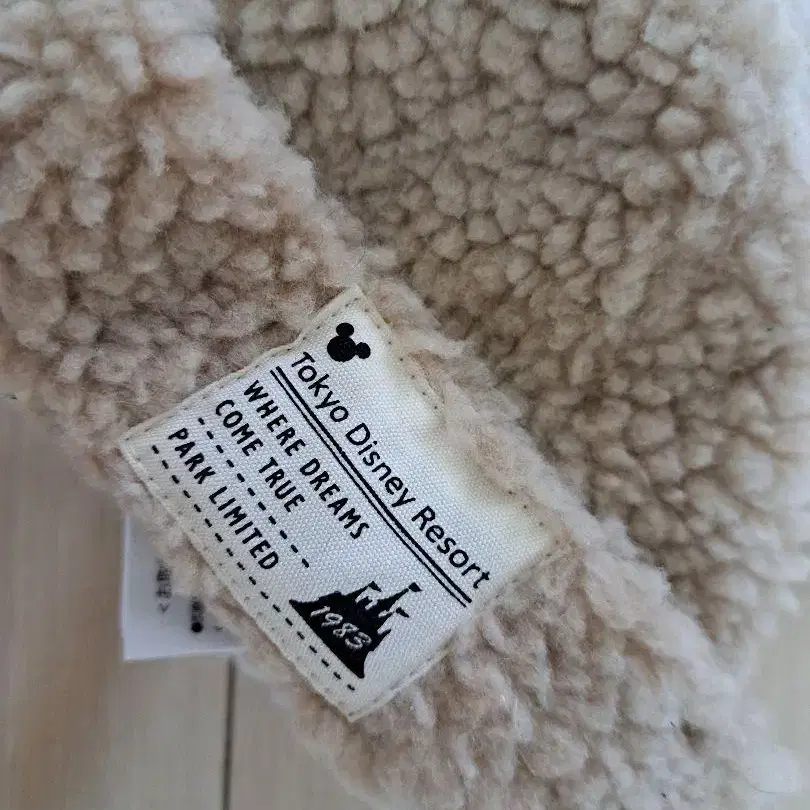 Tokyo Disney Resort
WHERE DREAMS
COME TRUE
PARK LIMITED
1983